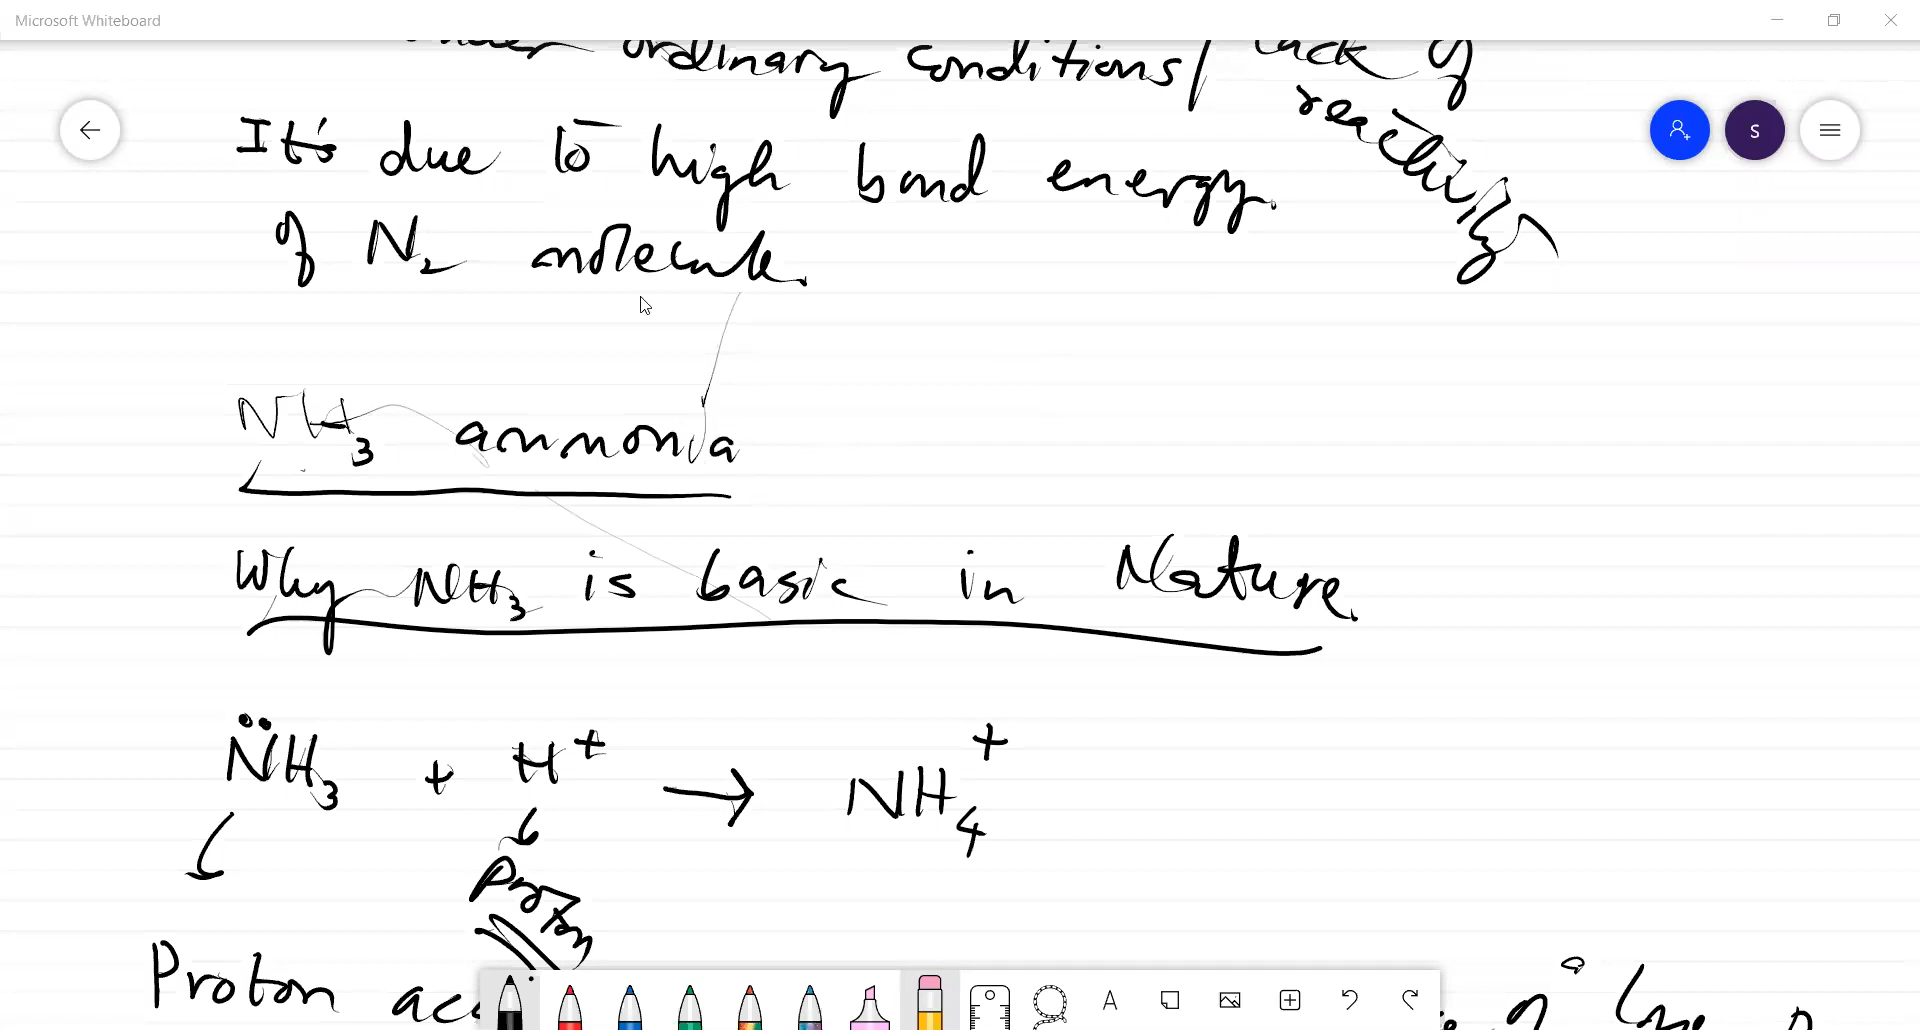 Microsoft Whiteboard
ordinary conditions/ lack of
reactivity
It's due to high bond energy.
of N₂ molecule.
S
NH₃ ammonia
Why NH₃ is basic in Nature.
N̈H₃ + H⁺ → NH₄⁺
Proton
Proton
A